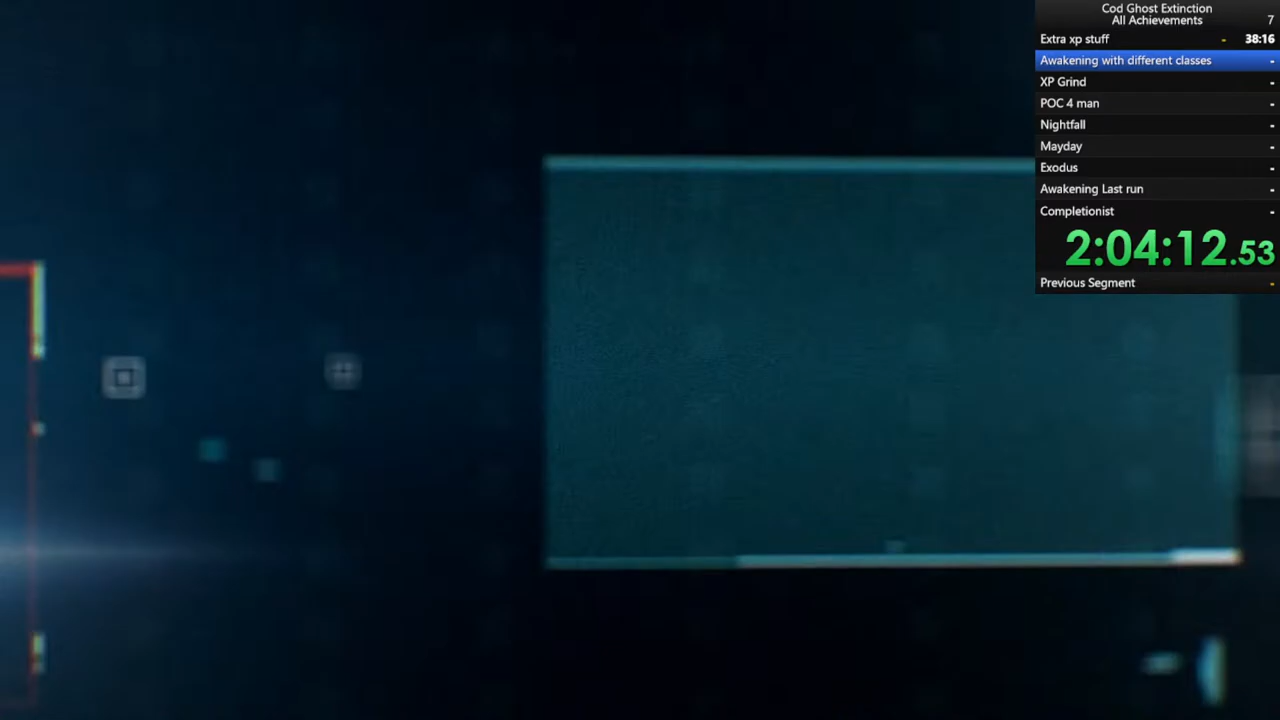 Cod Ghost Extinction
All Achievements 7
Extra xp stuff - 38:16
Awakening with different classes -
XP Grind -
POC 4 man -
Nightfall -
Mayday -
Exodus -
Awakening Last run -
Completionist -
2:04:12.53
Previous Segment -